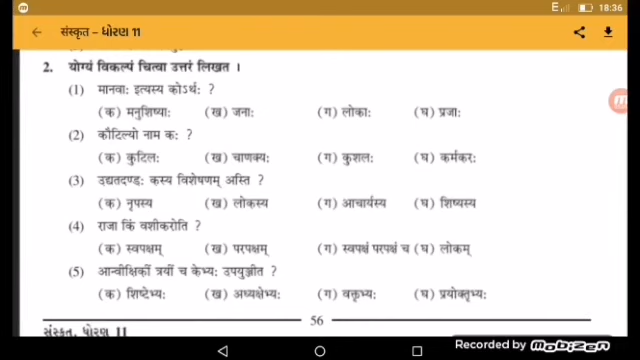 E 18:36
संस्कृत – ધોરણ 11
2. योग्यं विकल्पं चित्वा उत्तरं लिखत ।
(1) मानवाः इत्यस्य कोऽर्थः ?
(क) मनुशिष्याः (ख) जनाः (ग) लोकाः (घ) प्रजाः
(2) कौटिल्यो नाम कः ?
(क) कुटिलः (ख) चाणक्यः (ग) कुशलः (घ) कर्मकरः
(3) उद्यतदण्डः कस्य विशेषणम् अस्ति ?
(क) नृपस्य (ख) लोकस्य (ग) आचार्यस्य (घ) शिष्यस्य
(4) राजा किं वशीकरोति ?
(क) स्वपक्षम् (ख) परपक्षम् (ग) स्वपक्षं परपक्षं च (घ) लोकम्
(5) आन्वीक्षिकीं त्रयीं च केभ्यः उपयुञ्जीत ?
(क) शिष्टेभ्यः (ख) अध्यक्षेभ्यः (ग) वक्तृभ्यः (घ) प्रयोक्तृभ्यः
56
संस्कृत, ધોરણ 11
Recorded by mobizen